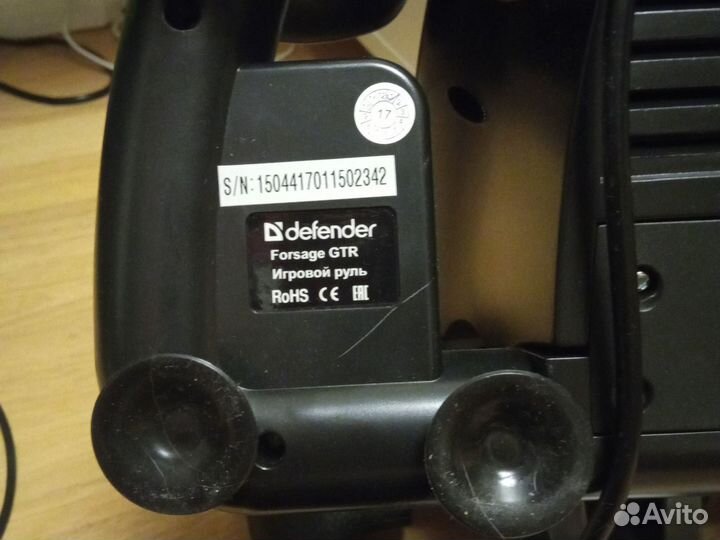 17
S/N:1504417011502342
defender
Forsage GTR
Игровой руль
RoHS CE EAC
Avito